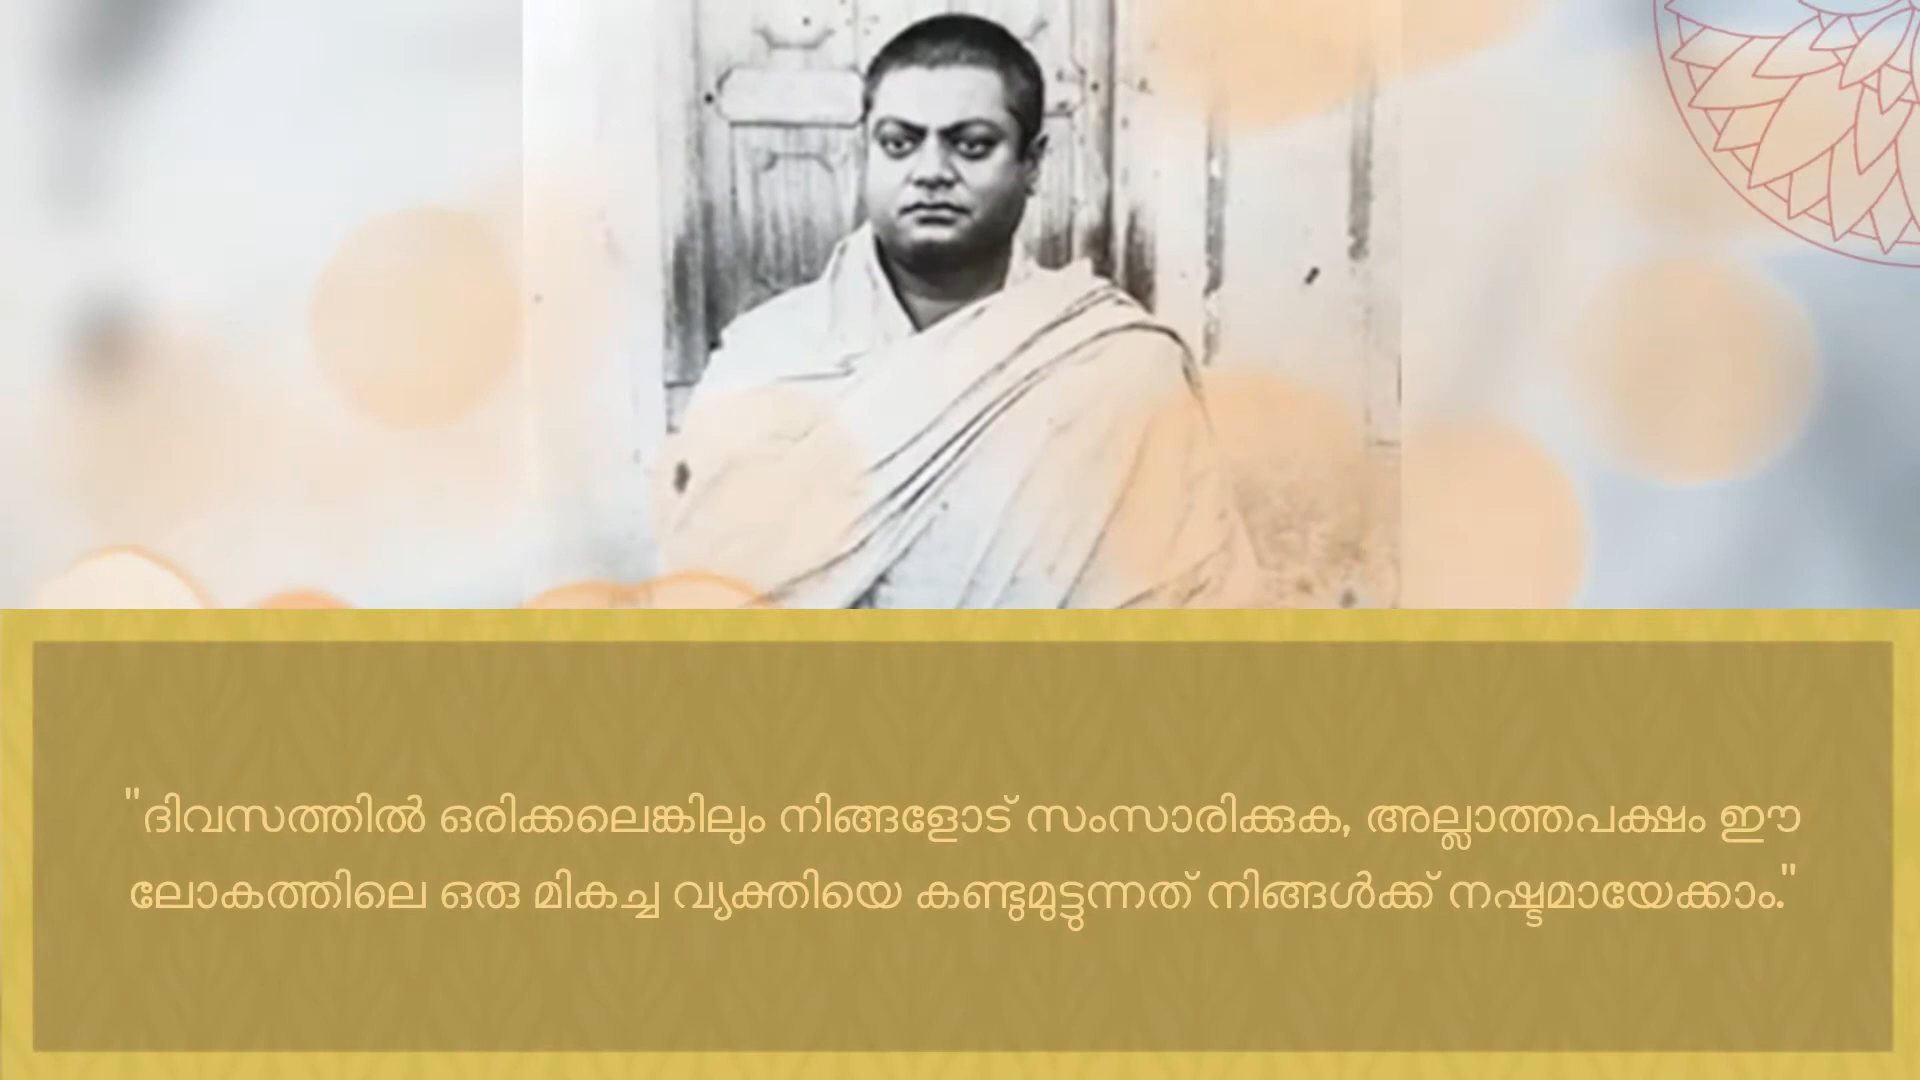 "ദിവസത്തിൽ ഒരിക്കലെങ്കിലും നിങ്ങളോട് സംസാരിക്കുക, അല്ലാത്തപക്ഷം ഈ
ലോകത്തിലെ ഒരു മികച്ച വ്യക്തിയെ കണ്ടുമുട്ടുന്നത് നിങ്ങൾക്ക് നഷ്ടമായേക്കാം."